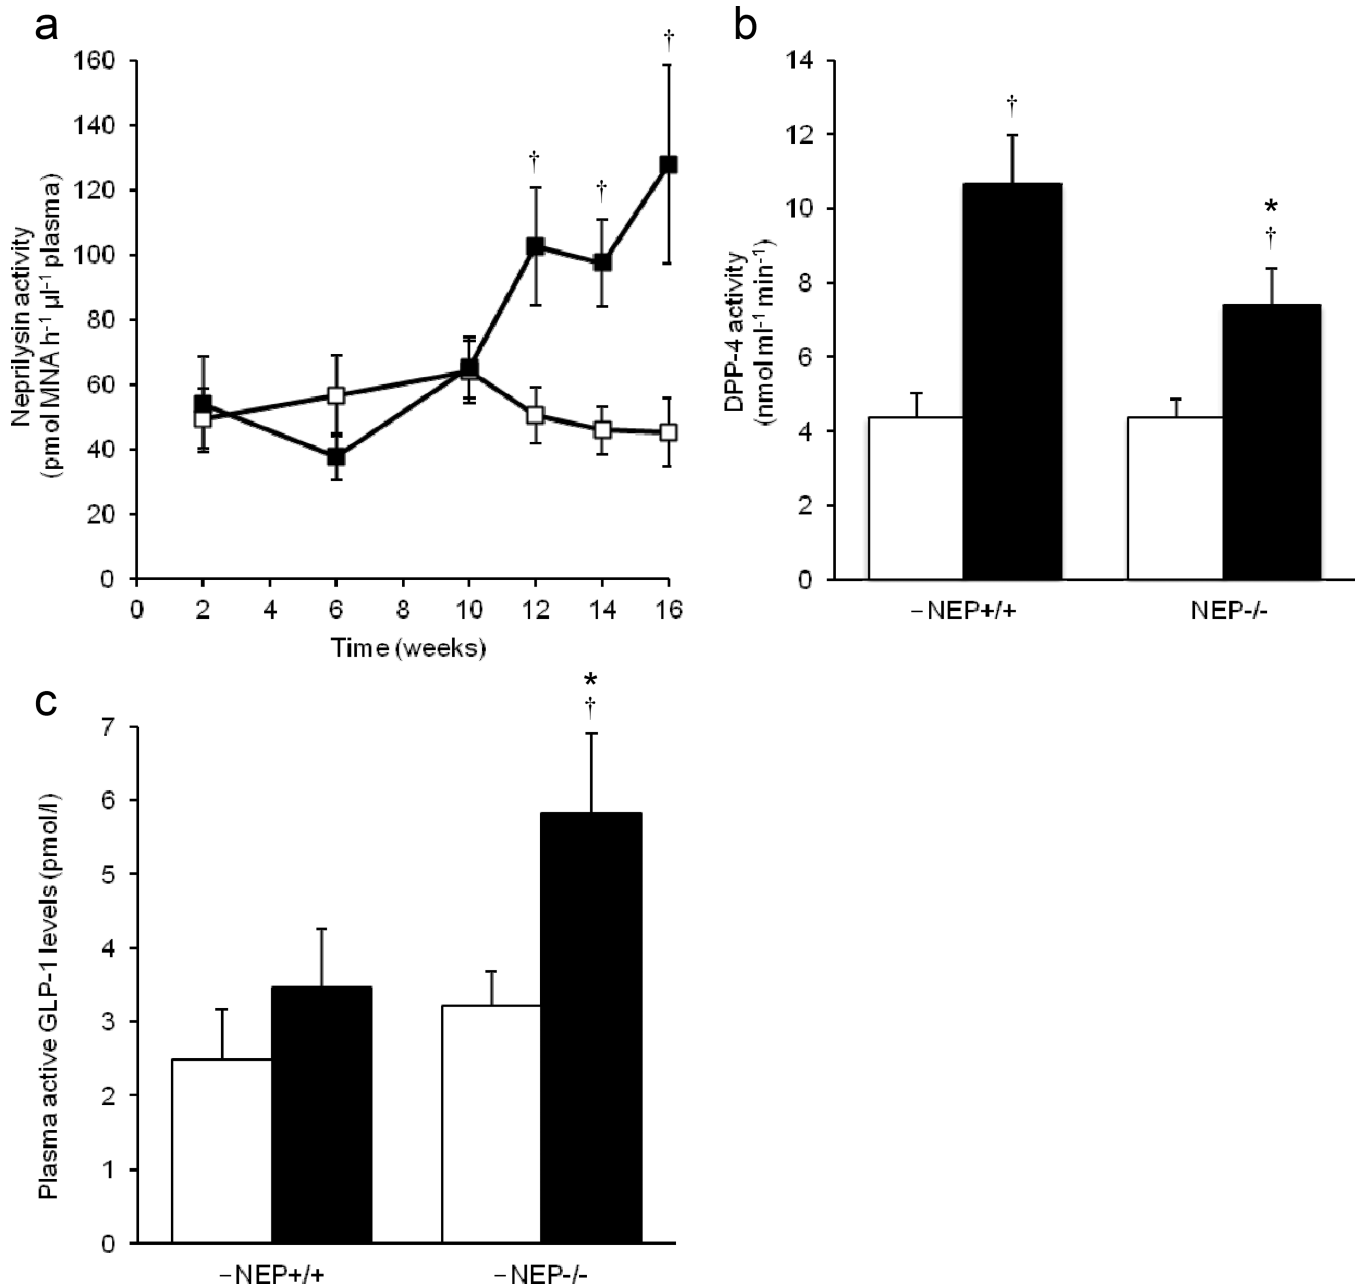 a
160
140
120
100
80
60
40
20
0
0 2 4 6 8 10 12 14 16
Time (weeks)
Neprilysin activity
(pmol MNA h⁻¹ µl⁻¹ plasma)
†
†
†
b
14
12
10
8
6
4
2
0
DPP-4 activity
(nmol ml⁻¹ min⁻¹)
†
*
†
–NEP+/+ NEP-/-
c
7
6
5
4
3
2
1
0
Plasma active GLP-1 levels (pmol/l)
*
†
–NEP+/+ –NEP-/-